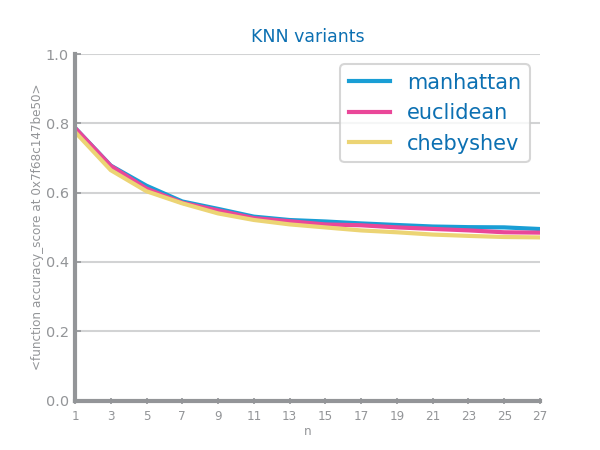 KNN variants
<function accuracy_score at 0x7f68c147be50>
1.0
0.8
0.6
0.4
0.2
0.0
manhattan
euclidean
chebyshev
1 3 5 7 9 11 13 15 17 19 21 23 25 27
n